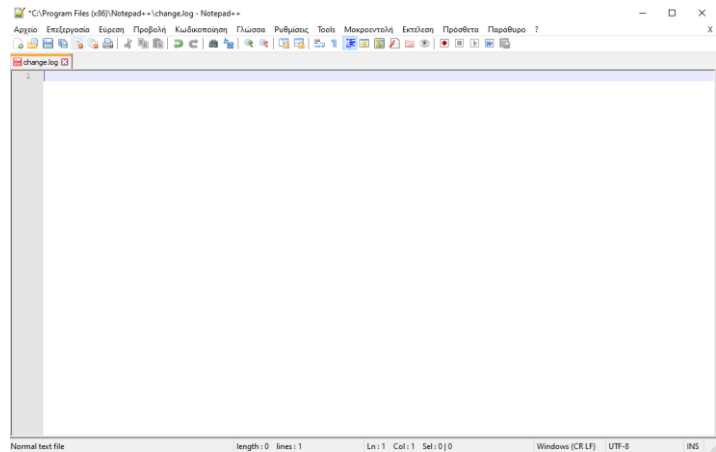 *C:\Program Files (x86)\Notepad++\change.log - Notepad++
Αρχείο Επεξεργασία Εύρεση Προβολή Κωδικοποίηση Γλώσσα Ρυθμίσεις Tools Μακροεντολή Εκτέλεση Πρόσθετα Παράθυρο ? X
change.log
1
Normal text file length : 0 lines : 1 Ln : 1 Col : 1 Sel : 0 | 0 Windows (CR LF) UTF-8 INS